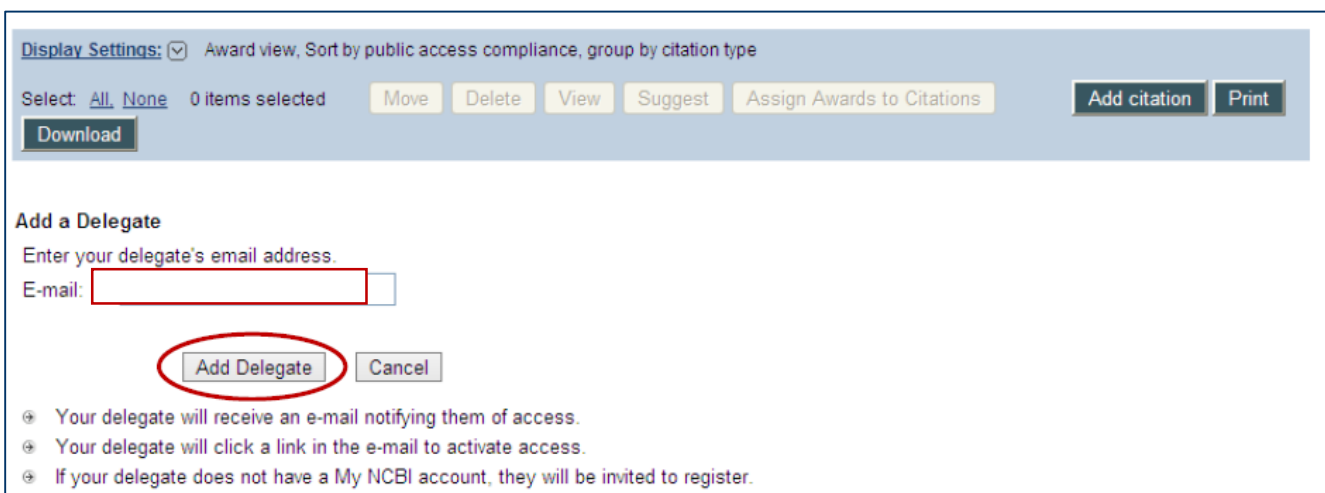 Display Settings: Award view, Sort by public access compliance, group by citation type
Select: All, None 0 items selected Move Delete View Suggest Assign Awards to Citations Add citation Print
Download
Add a Delegate
Enter your delegate's email address.
E-mail:
Add Delegate Cancel
Your delegate will receive an e-mail notifying them of access.
Your delegate will click a link in the e-mail to activate access.
If your delegate does not have a My NCBI account, they will be invited to register.